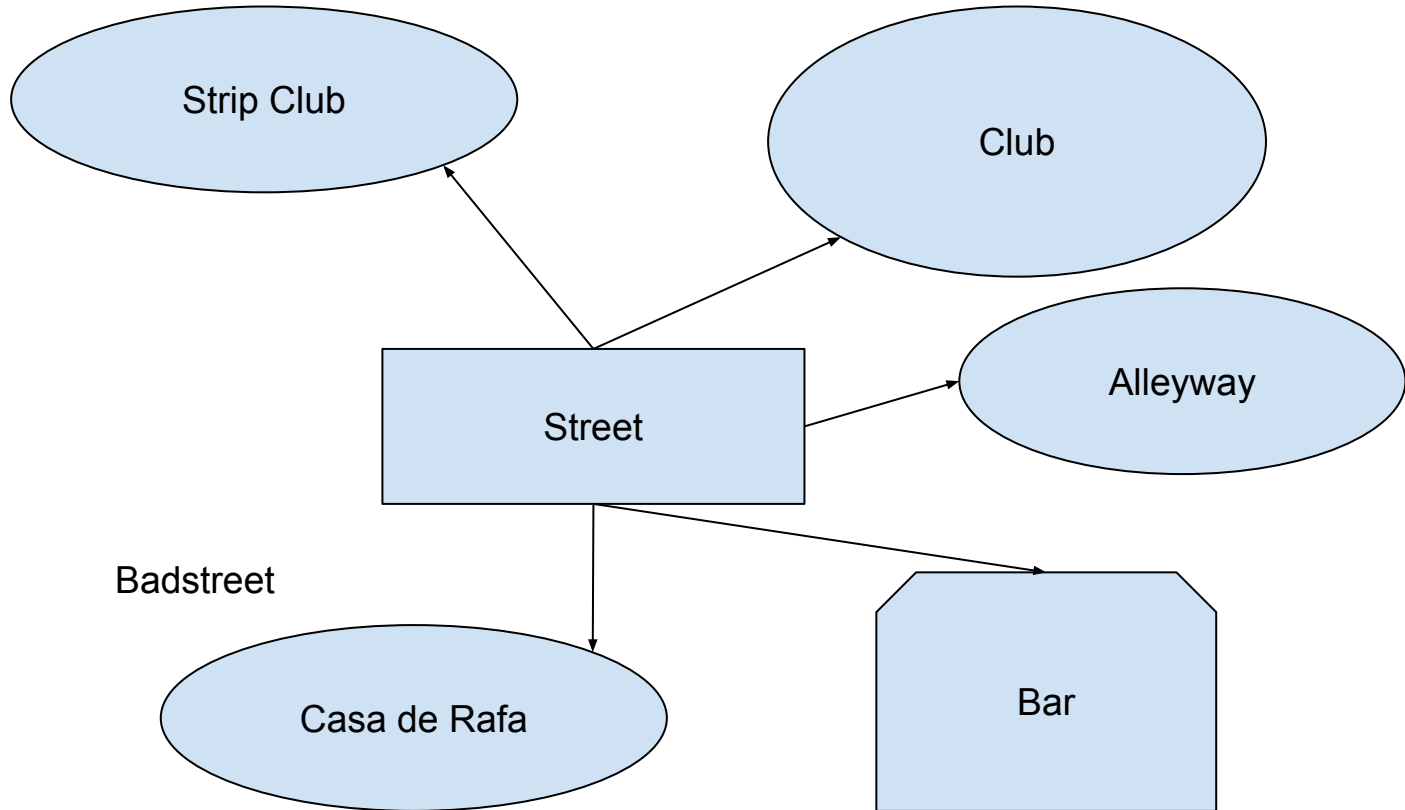 Strip Club
Club
Alleyway
Street
Badstreet
Casa de Rafa
Bar